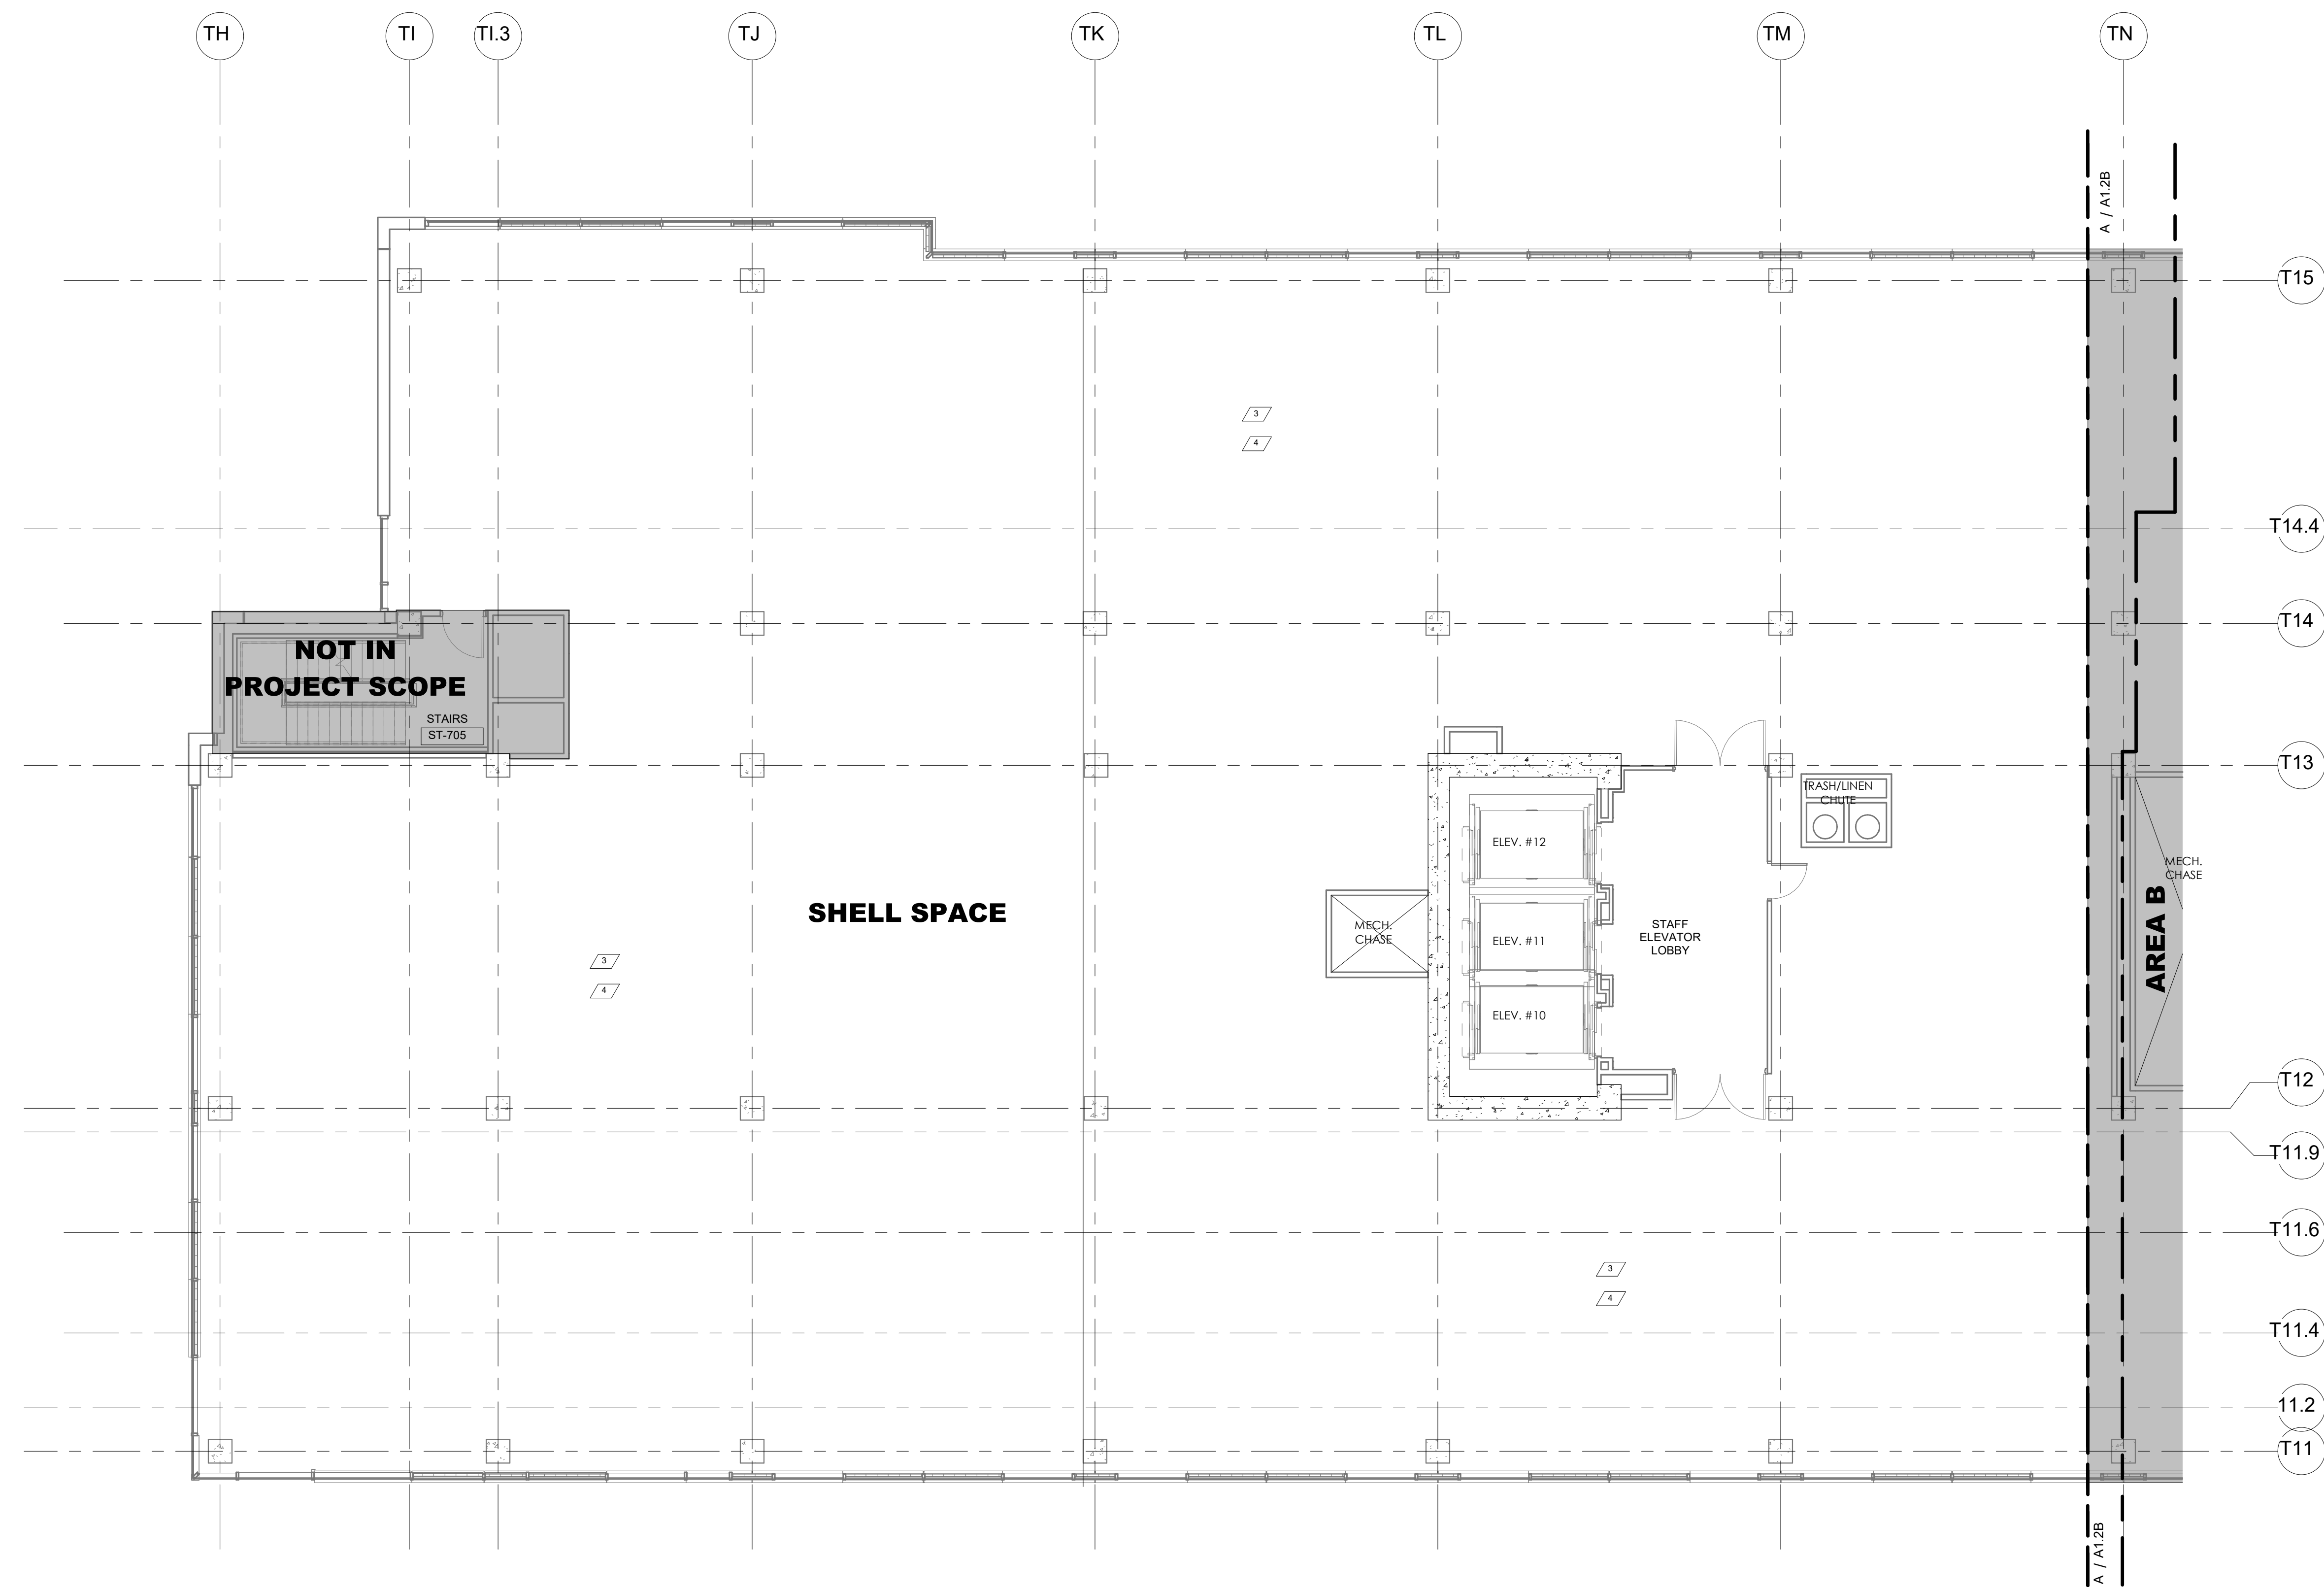 TH
TI
TI.3
TJ
TK
TL
TM
TN
A / A1.2B
T15
3
4
T14.4
T14
NOT IN
PROJECT SCOPE
STAIRS
ST-705
T13
TRASH/LINEN
CHUTE
ELEV. #12
MECH.
CHASE
AREA B
SHELL SPACE
MECH.
CHASE
ELEV. #11
STAFF
ELEVATOR
LOBBY
3
4
ELEV. #10
T12
T11.9
T11.6
3
4
T11.4
11.2
T11
A / A1.2B